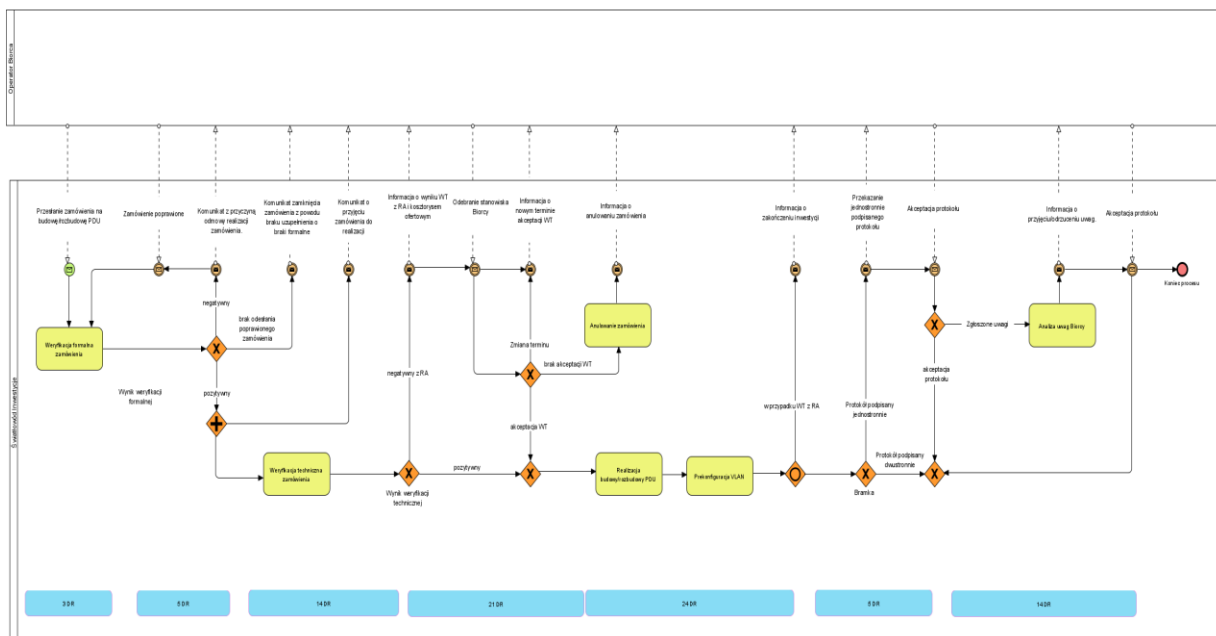 Operator Biorca
Światłowód Inwestycje
Przesłanie zamówienia na
budowę/rozbudowę PDU
Zamówienie poprawione
Komunikat z przyczyną
odmowy realizacji
zamówienia.
Komunikat zamknięcia
zamówienia z powodu
braku uzupełnienia o
braki formalne
Komunikat o
przyjęciu
zamówienia do
realizacji
Informacja o wyniku WT
z RA i kosztorysem
ofertowym
Odebranie stanowiska
Biorcy
Informacja o
nowym terminie
akceptacji WT
Informacja o
anulowaniu zamówienia
Informacja o
zakończeniu inwestycji
Przekazanie
jednostronnie
podpisanego
protokołu
Akceptacja protokołu
Informacja o
przyjęciu/odrzuceniu uwag.
Akceptacja protokołu
Koniec procesu
negatywny
brak odesłania
poprawionego
zamówienia
Weryfikacja formalna
zamówienia
Wynik weryfikacji
formalnej
pozytywny
negatywny z RA
Zmiana terminu
brak akceptacji WT
Anulowanie zamówienia
akceptacja WT
w przypadku WT z RA
Protokół podpisany
jednostronnie
Zgłoszone uwagi
Analiza uwag Biorcy
akceptacja
protokołu
Weryfikacja techniczna
zamówienia
pozytywny
Wynik weryfikacji
technicznej
Realizacja
budowy/rozbudowy PDU
Prekonfiguracja VLAN
Protokół podpisany
dwustronnie
Bramka
3 DR
5 DR
14 DR
21 DR
24 DR
5 DR
14 DR